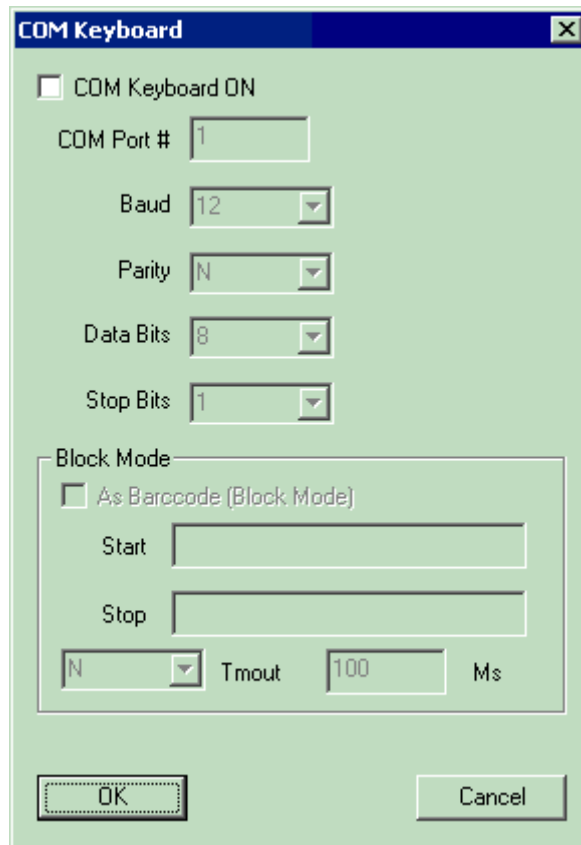 COM Keyboard
COM Keyboard ON
COM Port # 1
Baud 12
Parity N
Data Bits 8
Stop Bits 1
Block Mode
As Barccode (Block Mode)
Start
Stop
N Tmout 100 Ms
OK Cancel